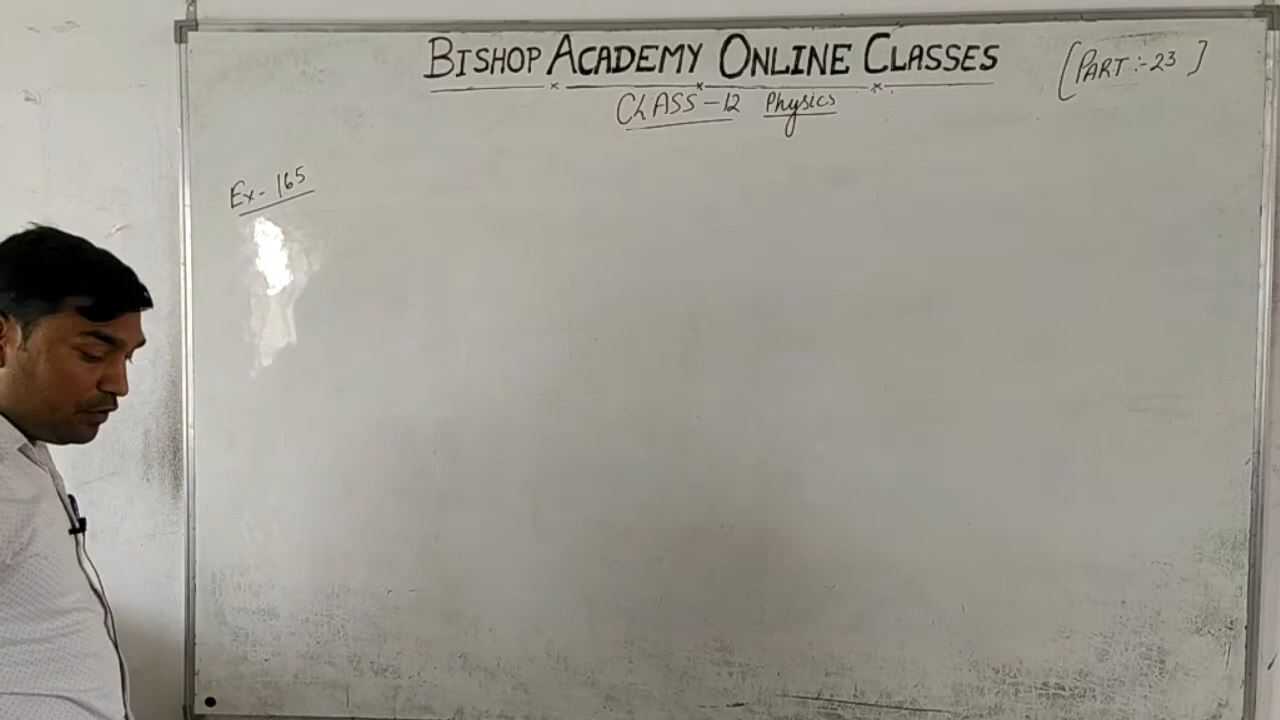 BISHOP ACADEMY ONLINE CLASSES
[PART:-23]
CLASS-12 Physics
Ex- 165